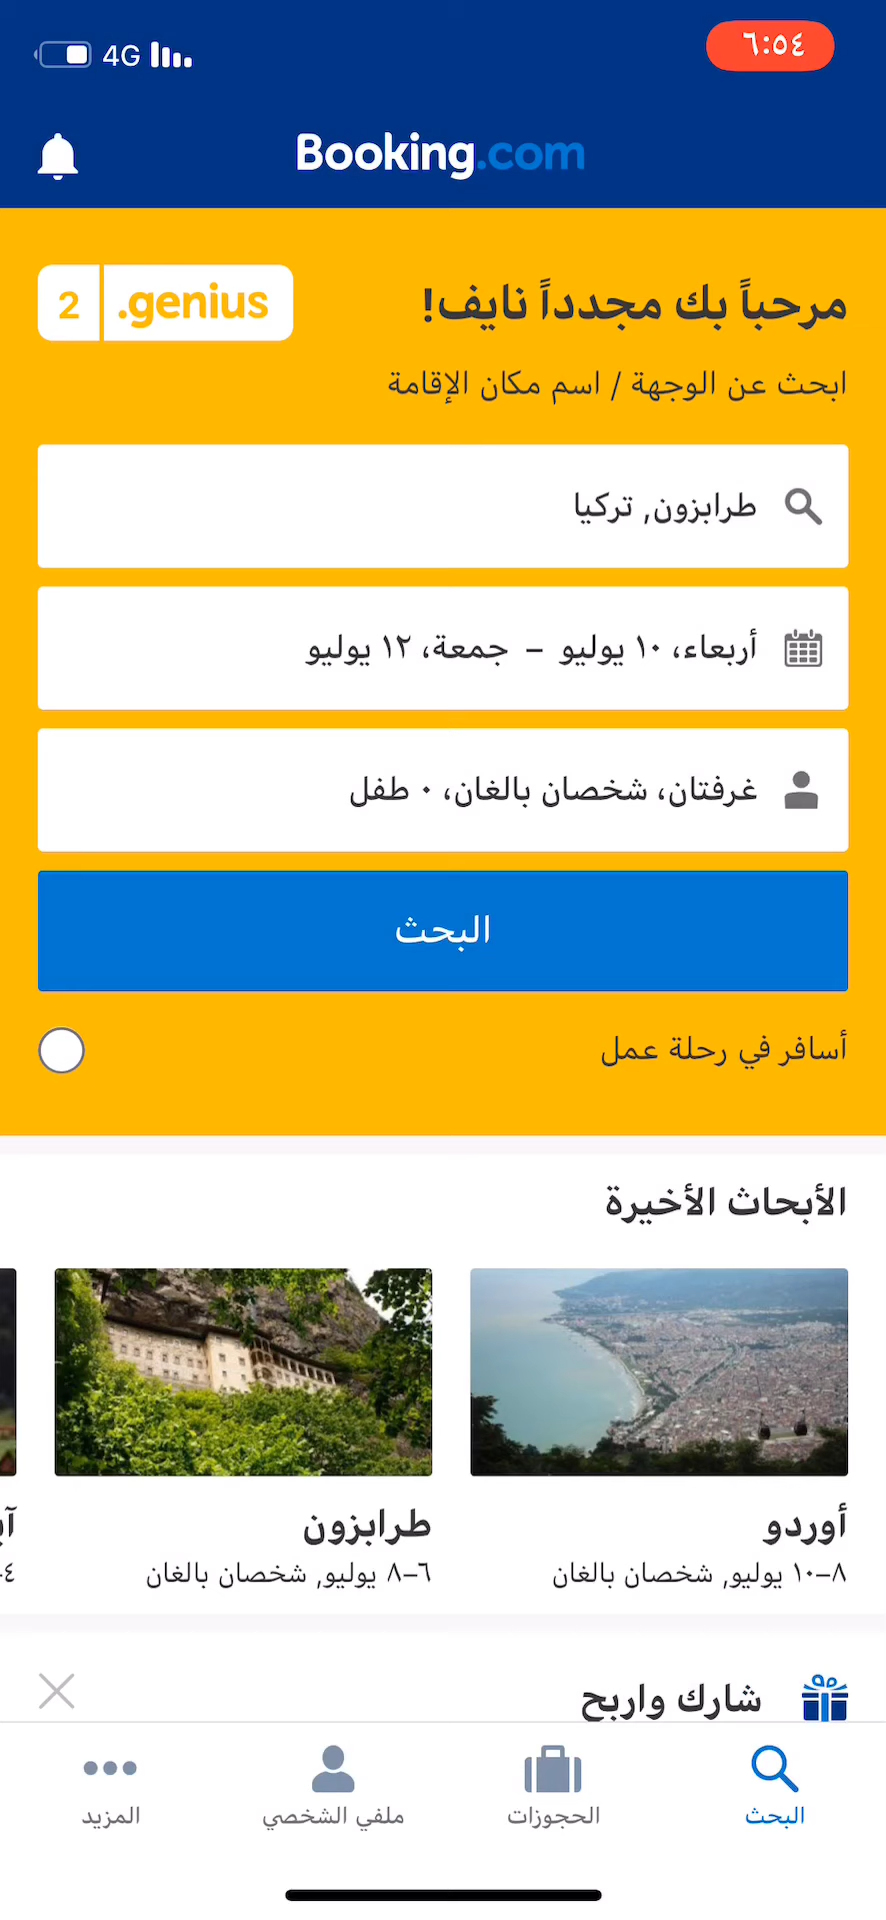 4G ٦:٥٤
Booking.com
مرحباً بك مجدداً نايف!
2 genius.
ابحث عن الوجهة / اسم مكان الإقامة
طرابزون, تركيا
أربعاء، ١٠ يوليو – جمعة، ١٢ يوليو
غرفتان، شخصان بالغان، ٠ طفل
البحث
أسافر في رحلة عمل
الأبحاث الأخيرة
أوردو
٨–١٠ يوليو, شخصان بالغان
طرابزون
٦–٨ يوليو, شخصان بالغان
شارك واربح
البحث
الحجوزات
ملفي الشخصي
المزيد